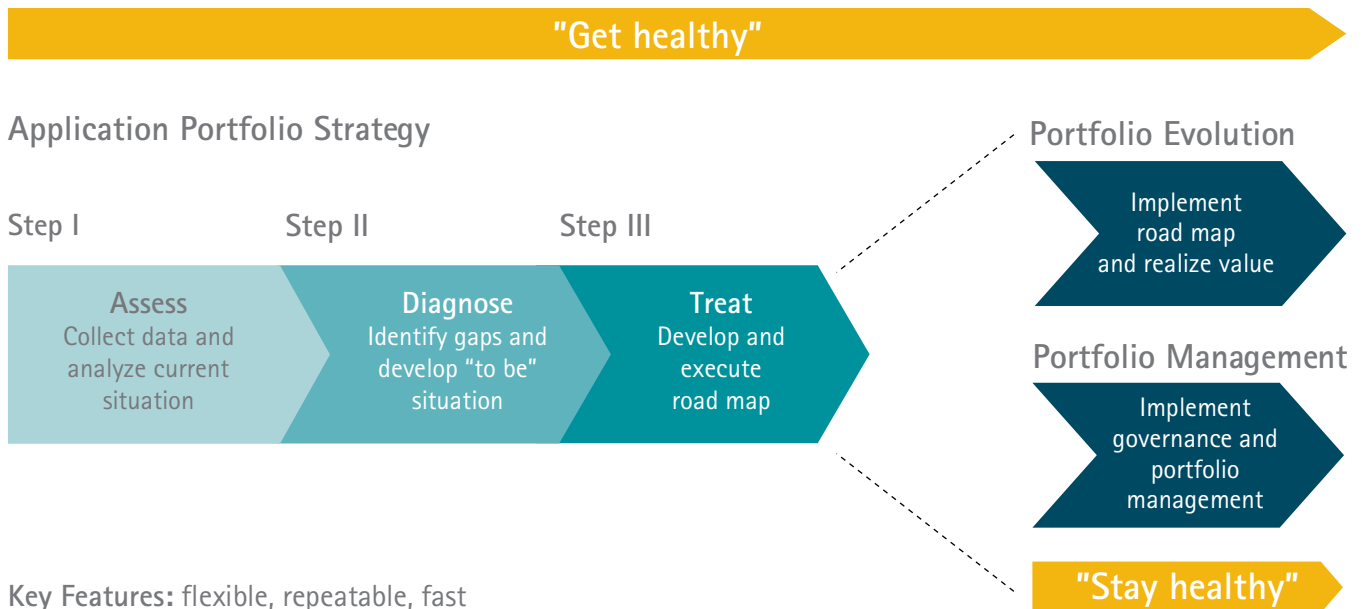 "Get healthy"
Application Portfolio Strategy
Step I
Assess
Collect data and
analyze current
situation
Step II
Diagnose
Identify gaps and
develop "to be"
situation
Step III
Treat
Develop and
execute
road map
Portfolio Evolution
Implement
road map
and realize value
Portfolio Management
Implement
governance and
portfolio
management
"Stay healthy"
Key Features: flexible, repeatable, fast